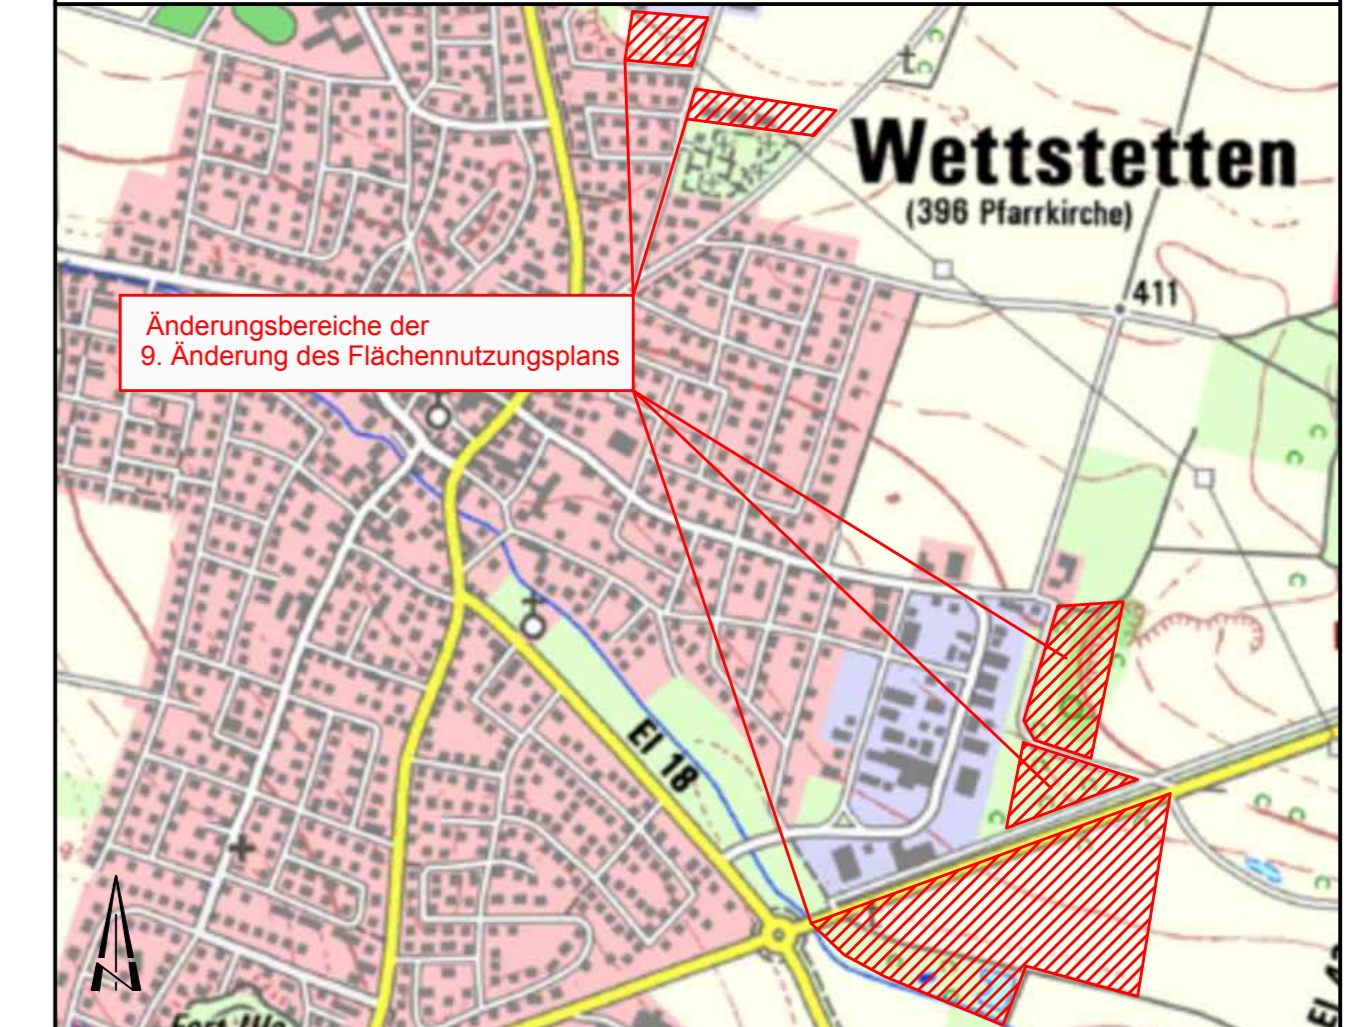 Wettstetten
(396 Pfarrkirche)
411
Änderungsbereiche der
9. Änderung des Flächennutzungsplans
EI 18